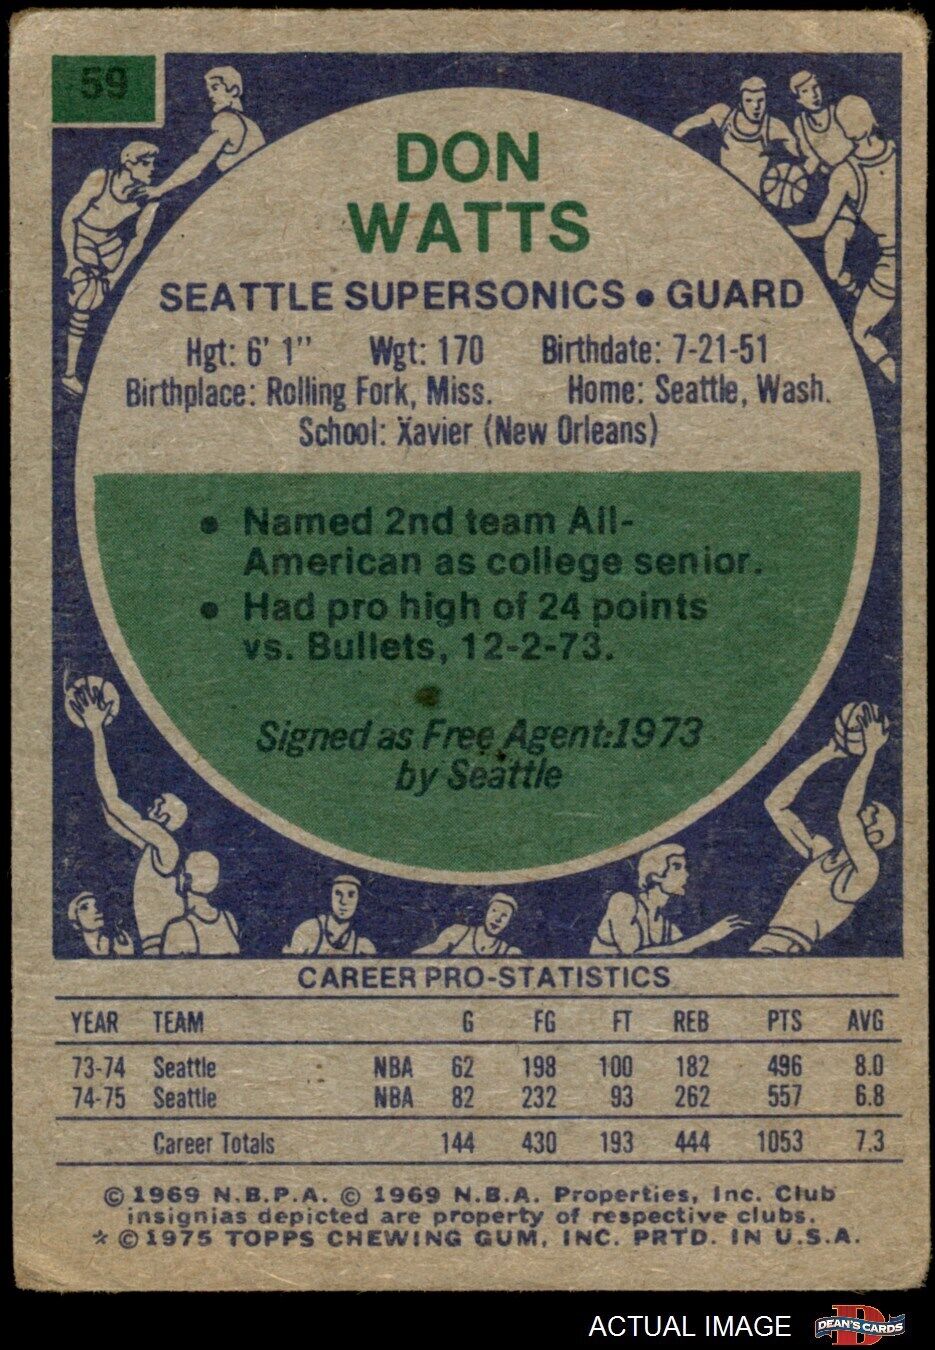 59
DON
WATTS
SEATTLE SUPERSONICS • GUARD
Hgt: 6' 1" Wgt: 170 Birthdate: 7-21-51
Birthplace: Rolling Fork, Miss. Home: Seattle, Wash.
School: Xavier (New Orleans)
• Named 2nd team All-
American as college senior.
• Had pro high of 24 points
vs. Bullets, 12-2-73.
Signed as Free Agent:1973
by Seattle
CAREER PRO-STATISTICS
YEAR TEAM G FG FT REB PTS AVG
73-74 Seattle NBA 62 198 100 182 496 8.0
74-75 Seattle NBA 82 232 93 262 557 6.8
Career Totals 144 430 193 444 1053 7.3
© 1969 N.B.P.A. © 1969 N.B.A. Properties, Inc. Club
insignias depicted are property of respective clubs.
* © 1975 TOPPS CHEWING GUM, INC. PRTD. IN U.S.A.
ACTUAL IMAGE D DEAN'S CARDS